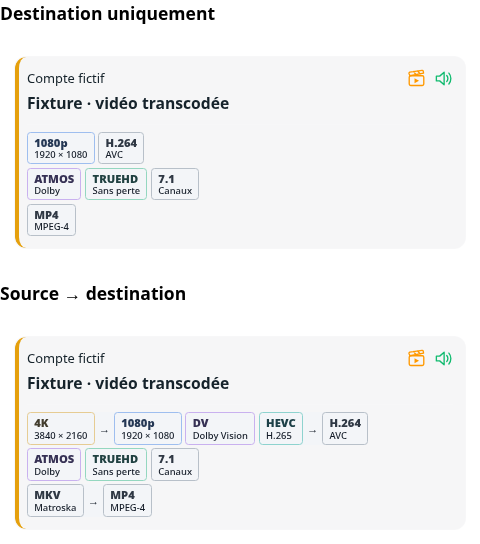 Destination uniquement
Compte fictif
Fixture · vidéo transcodée
1080p H.264
1920 × 1080 AVC
ATMOS TRUEHD 7.1
Dolby Sans perte Canaux
MP4
MPEG-4
Source → destination
Compte fictif
Fixture · vidéo transcodée
4K → 1080p DV HEVC → H.264
3840 × 2160 1920 × 1080 Dolby Vision H.265 AVC
ATMOS TRUEHD 7.1
Dolby Sans perte Canaux
MKV → MP4
Matroska MPEG-4